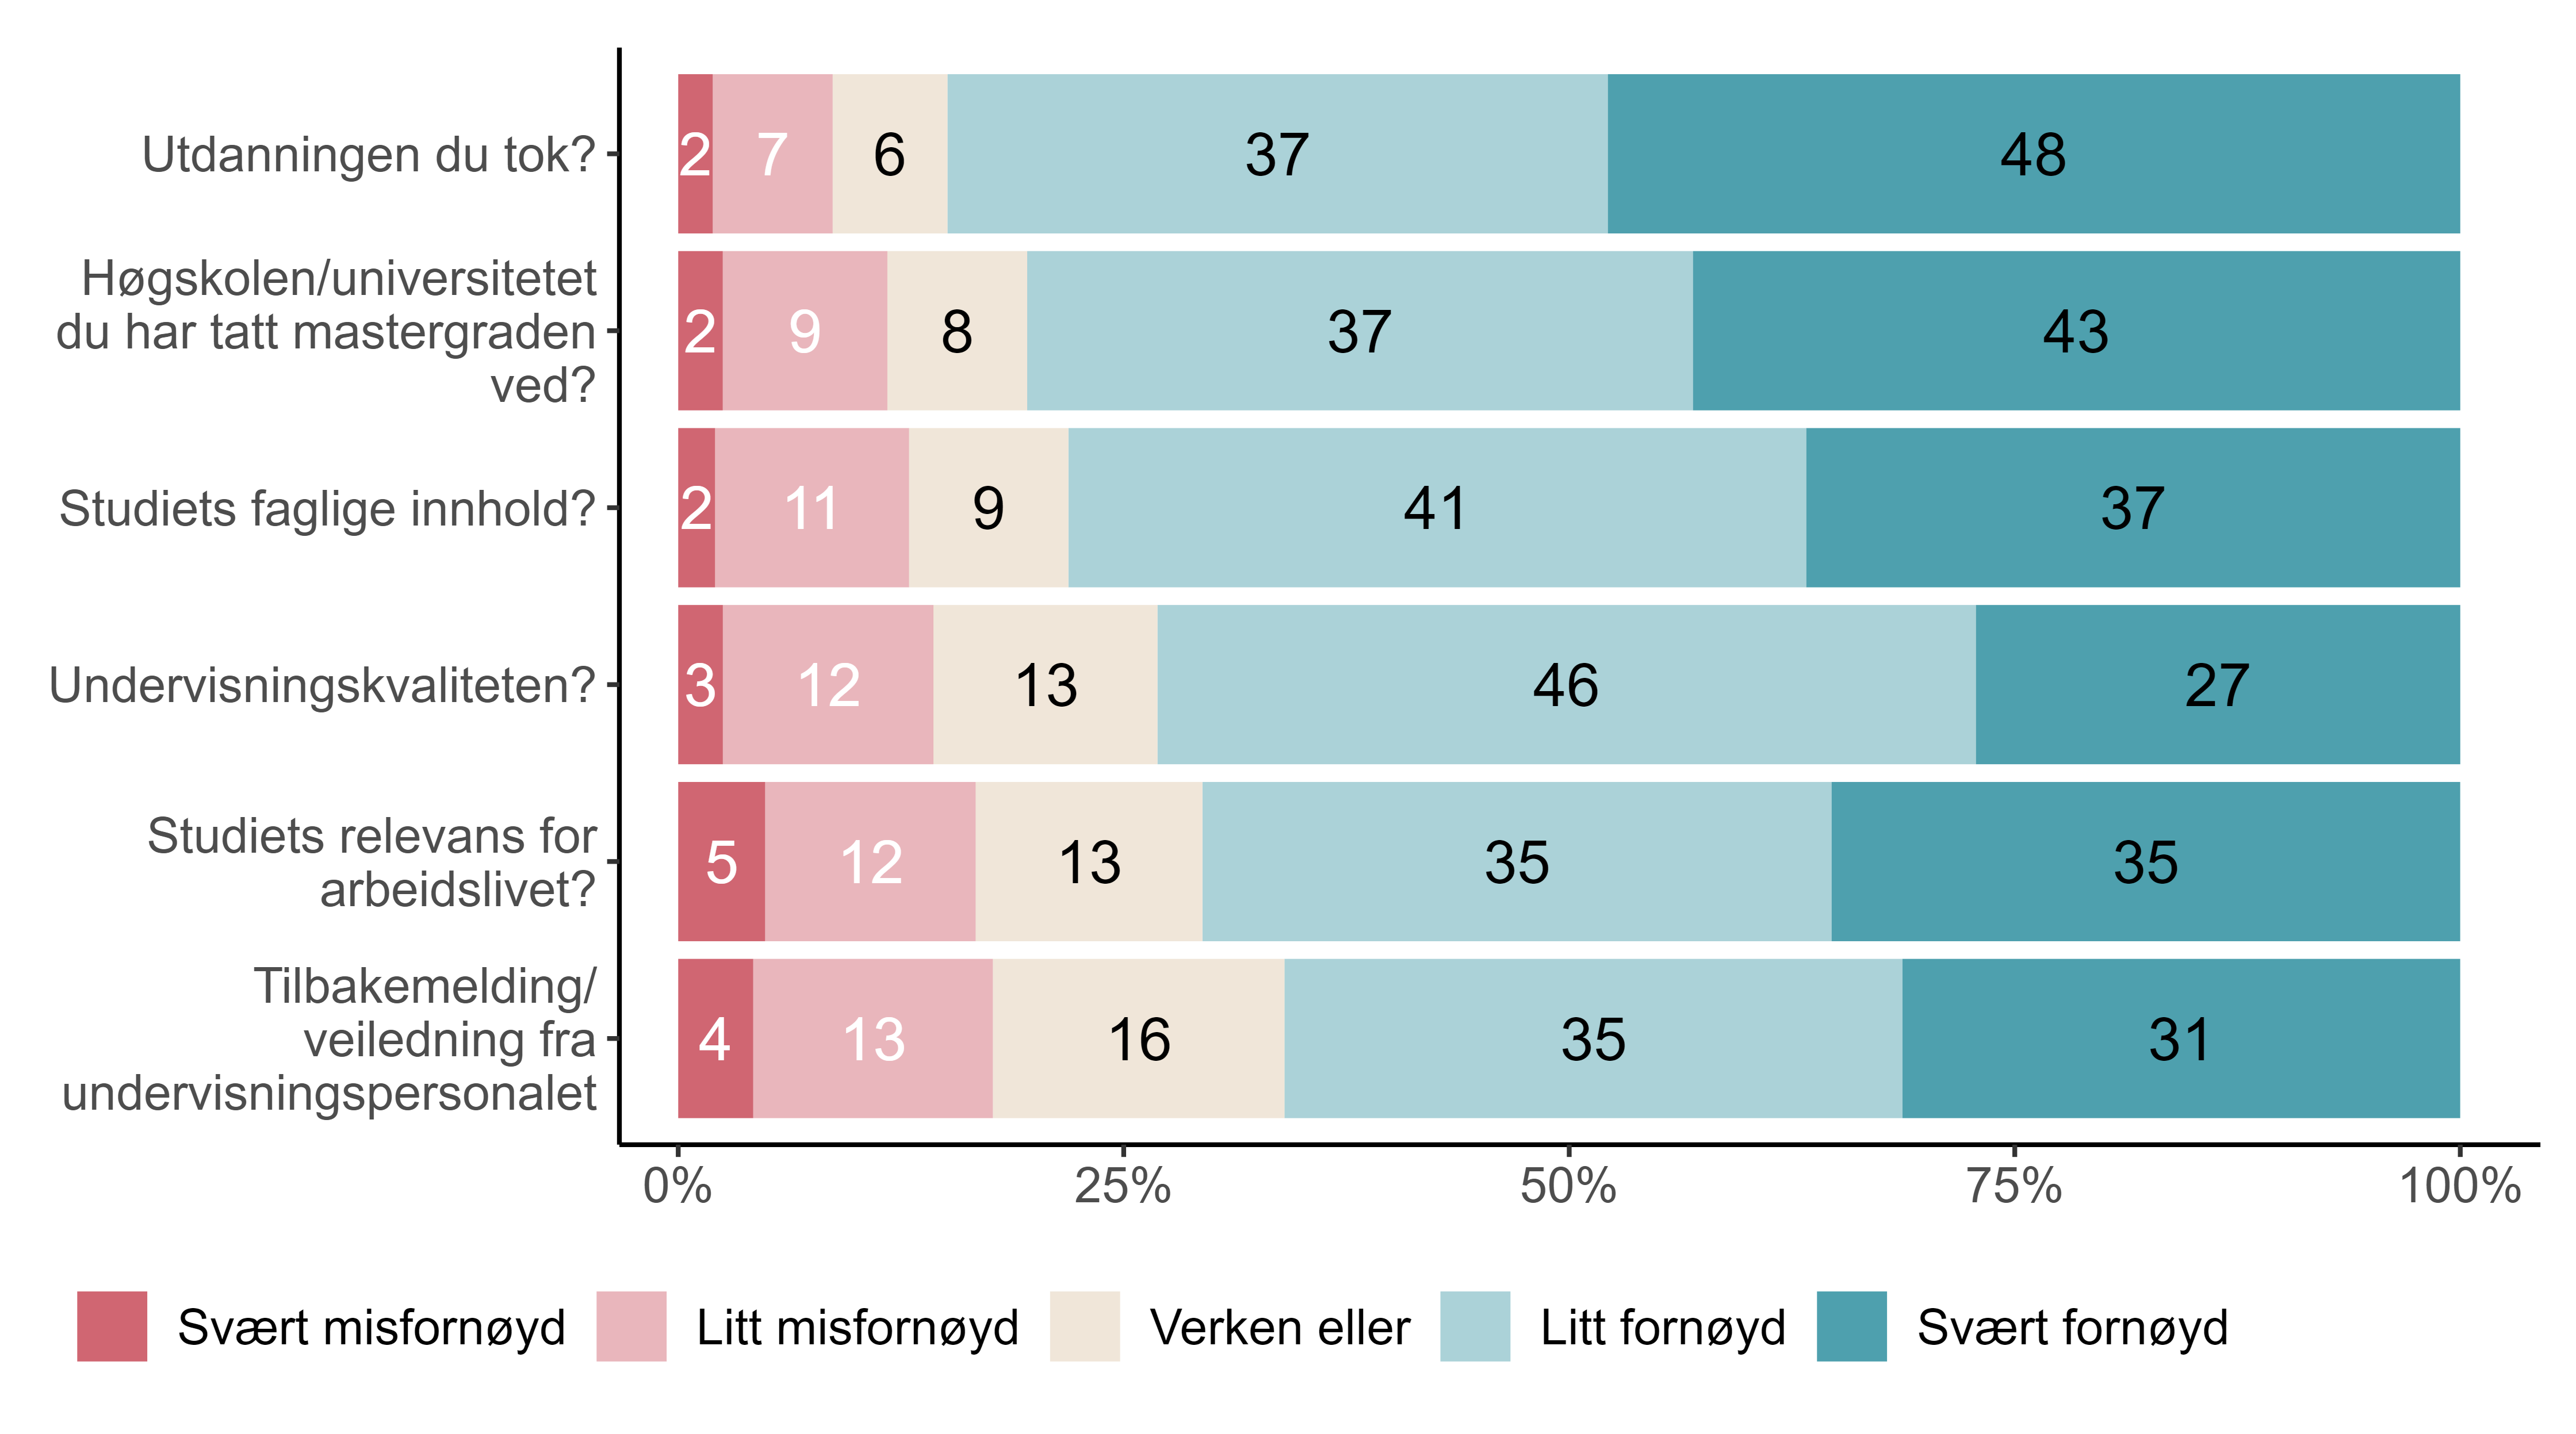 Utdanningen du tok?
2 7 6 37 48
Høgskolen/universitetet
du har tatt mastergraden
ved?
2 9 8 37 43
Studiets faglige innhold?
2 11 9 41 37
Undervisningskvaliteten?
3 12 13 46 27
Studiets relevans for
arbeidslivet?
5 12 13 35 35
Tilbakemelding/
veiledning fra
undervisningspersonalet
4 13 16 35 31
0% 25% 50% 75% 100%
Svært misfornøyd Litt misfornøyd Verken eller Litt fornøyd Svært fornøyd